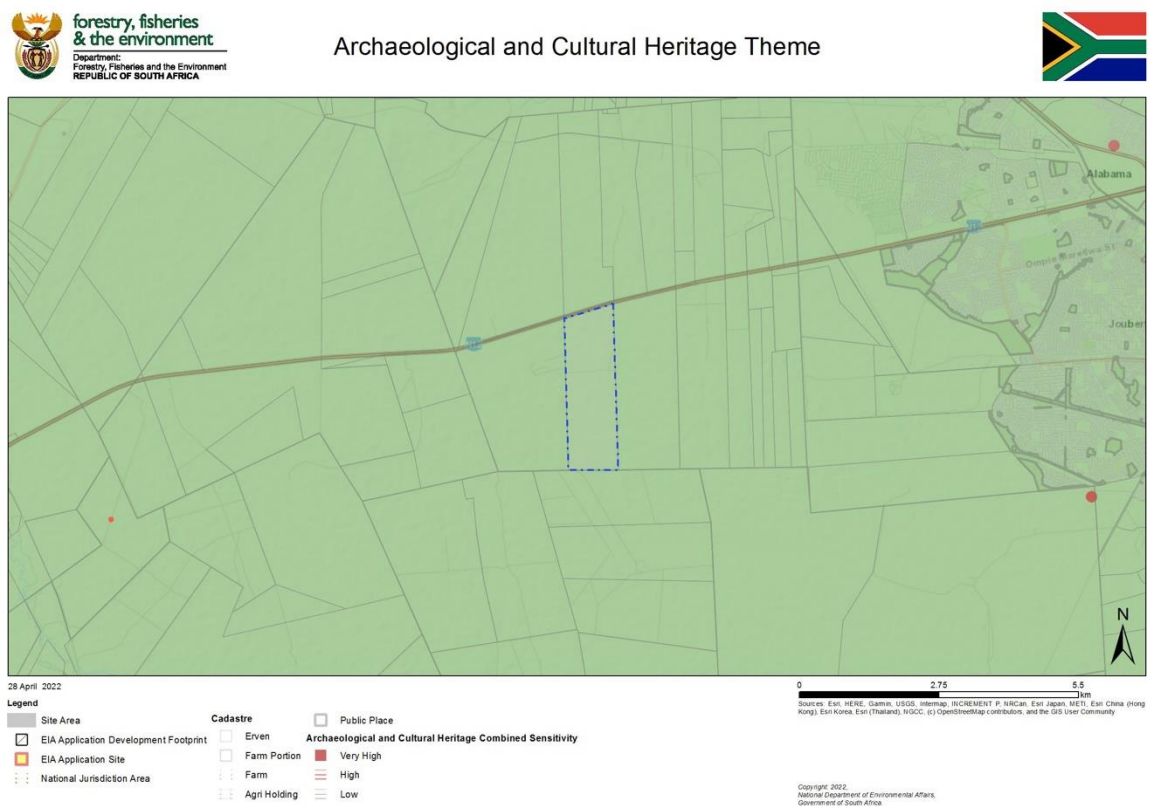 forestry, fisheries
& the environment
Department:
Forestry, Fisheries and the Environment
REPUBLIC OF SOUTH AFRICA
Archaeological and Cultural Heritage Theme
Alabama
Joubert
N
28 April 2022
0 2.75 5.5
km
Sources: Esri, HERE, Garmin, USGS, Intermap, INCREMENT P, NRCan, Esri Japan, METI, Esri China (Hong
Kong), Esri Korea, Esri (Thailand), NGCC, (c) OpenStreetMap contributors, and the GIS User Community
Legend
Site Area
EIA Application Development Footprint
EIA Application Site
National Jurisdiction Area
Cadastre
Erven
Farm Portion
Farm
Agri Holding
Public Place
Archaeological and Cultural Heritage Combined Sensitivity
Very High
High
Low
Copyright: 2022,
National Department of Environmental Affairs,
Government of South Africa.